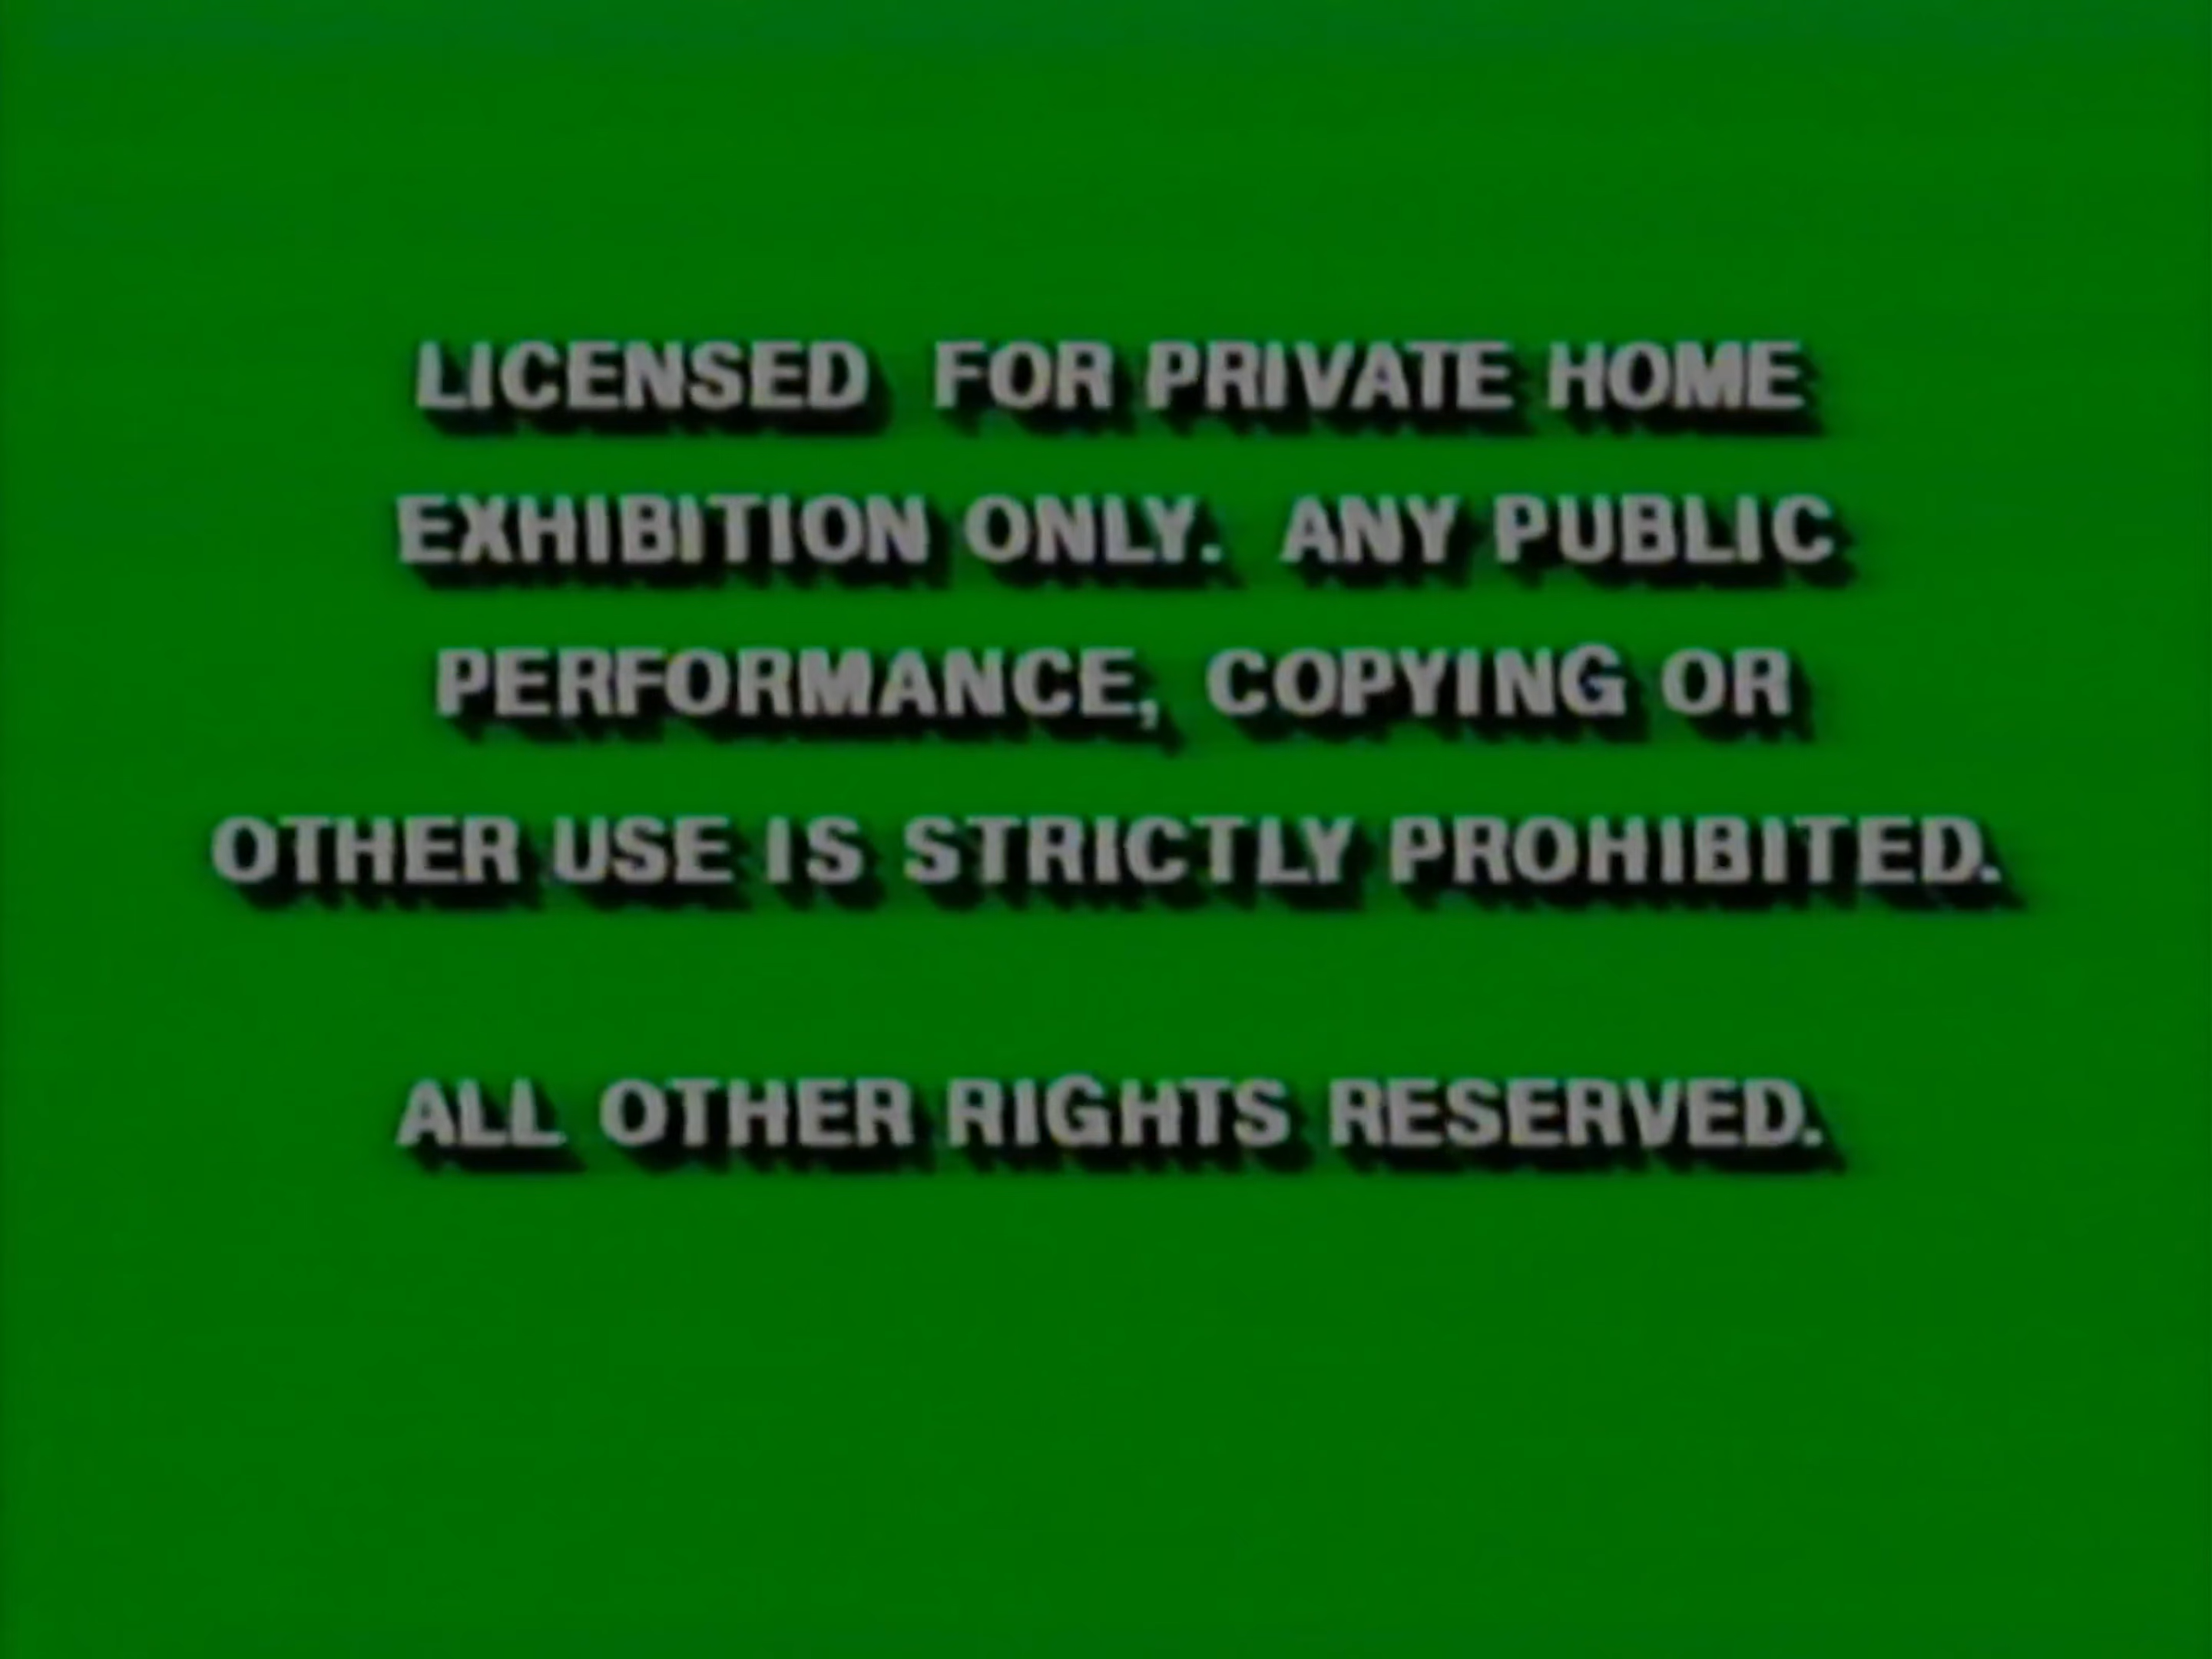 LICENSED FOR PRIVATE HOME
EXHIBITION ONLY. ANY PUBLIC
PERFORMANCE, COPYING OR
OTHER USE IS STRICTLY PROHIBITED.
ALL OTHER RIGHTS RESERVED.